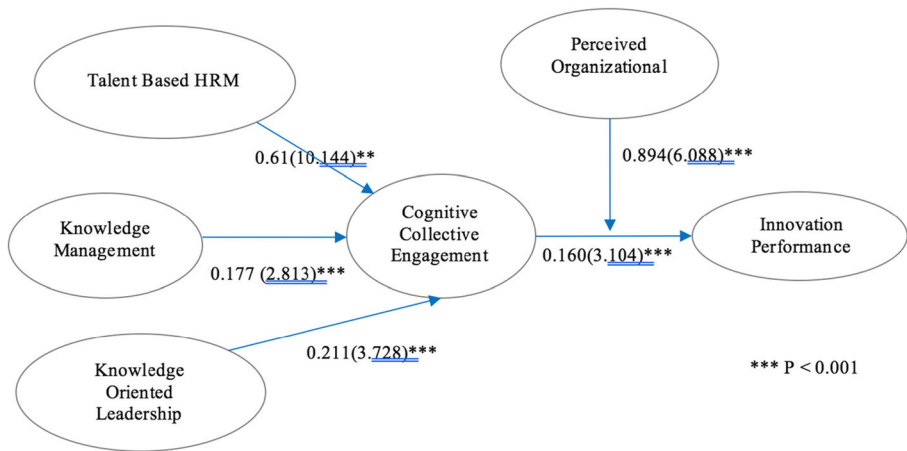 Perceived
Organizational
Talent Based HRM
0.61(10.144)**
0.894(6.088)***
Knowledge
Management
Cognitive
Collective
Engagement
Innovation
Performance
0.177 (2.813)***
0.160(3.104)***
0.211(3.728)***
Knowledge
Oriented
Leadership
*** P < 0.001